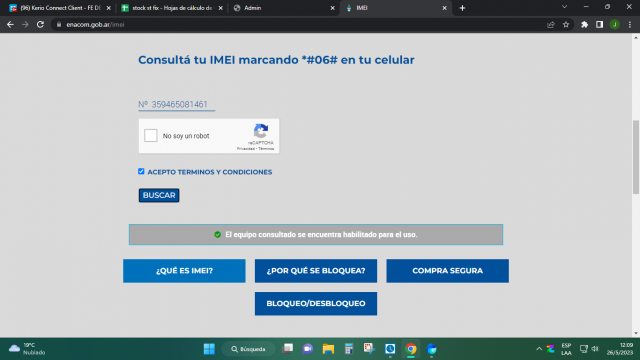 (96) Kerio Connect Client - FE DE
stock st fix - Hojas de cálculo de
Admin
IMEI
enacom.gob.ar/imei
J
Consultá tu IMEI marcando *#06# en tu celular
Nº 359465081461
No soy un robot
reCAPTCHA
Privacidad - Términos
ACEPTO TERMINOS Y CONDICIONES
BUSCAR
El equipo consultado se encuentra habilitado para el uso.
¿QUÉ ES IMEI?
¿POR QUÉ SE BLOQUEA?
COMPRA SEGURA
BLOQUEO/DESBLOQUEO
19°C
Nublado
Búsqueda
ESP
LAA
12:09
26/5/2023